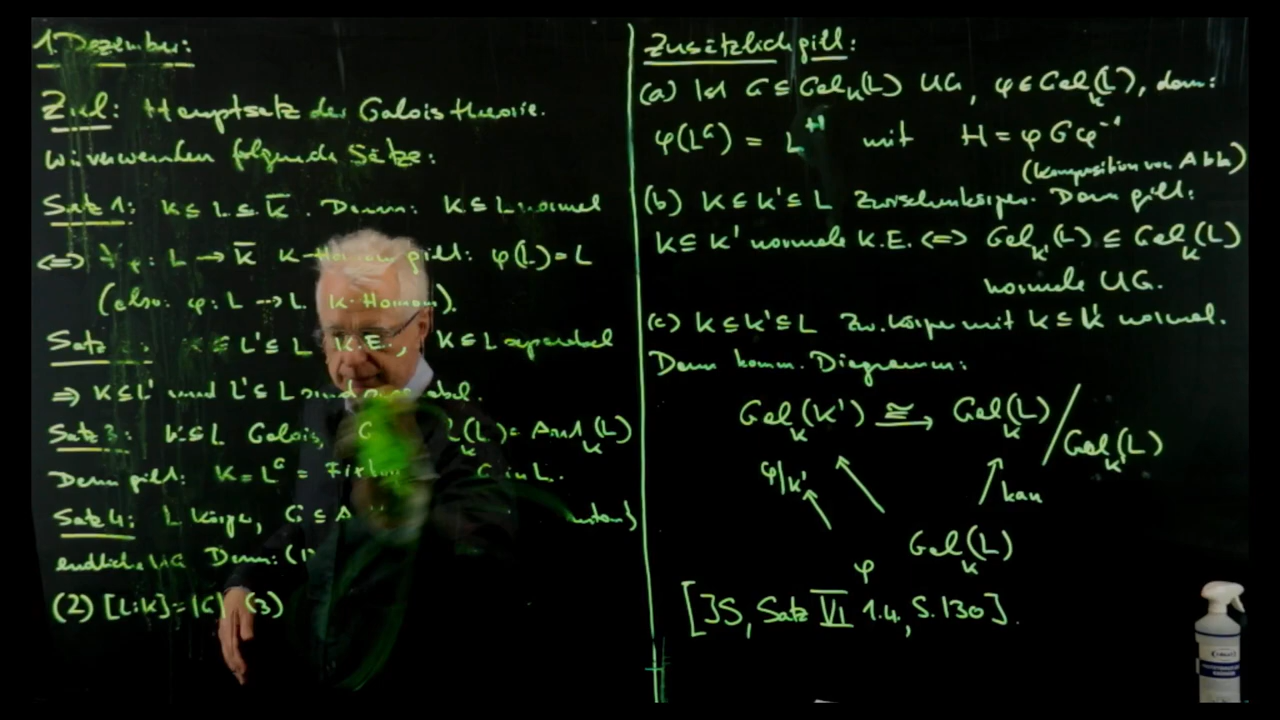 1. Dezember:
Ziel: Hauptsatz der Galoistheorie.
Wir verwenden folgende Sätze:
Satz 1: K ⊆ L ⊆ K̅. Dann: K ⊆ L normal
⇔ ∀ φ: L → K̅ K-Homom. gilt: φ(L) = L
(also: φ: L → L K-Homom).
Satz : K ⊆ L' ⊆ L K.E., K ⊆ L separabel
⇒ K ⊆ L' und L' ⊆ L sind separabel.
Satz 3: K ⊆ L Galois, G (L) = Aut_K(L)
Dann gilt: K = L^G = G in L.
Satz 4: L Körper, G ⊆ A
endliche UG Dann: (1)
(2) [L:K] = |G| (3)
Zusätzlich gilt:
(a) Ist G ⊆ Gal_K(L) UG, φ ∈ Gal_K(L), dann:
φ(L^G) = L^H mit H = φGφ⁻¹
(Komposition von Abb.)
(b) K ⊆ K' ⊆ L Zwischenkörper. Dann gilt:
K ⊆ K' normale K.E. ⇔ Gal_K'(L) ⊆ Gal_K(L)
normale UG.
(c) K ⊆ K' ⊆ L Zw.körper mit K ⊆ K' normal.
Dann komm. Diagramm:
Gal_K(K') ≅→ Gal_K(L) / Gal_K'(L)
φ/K' kan
Gal_K(L)
φ
[JS, Satz VI 1.4., S. 130].